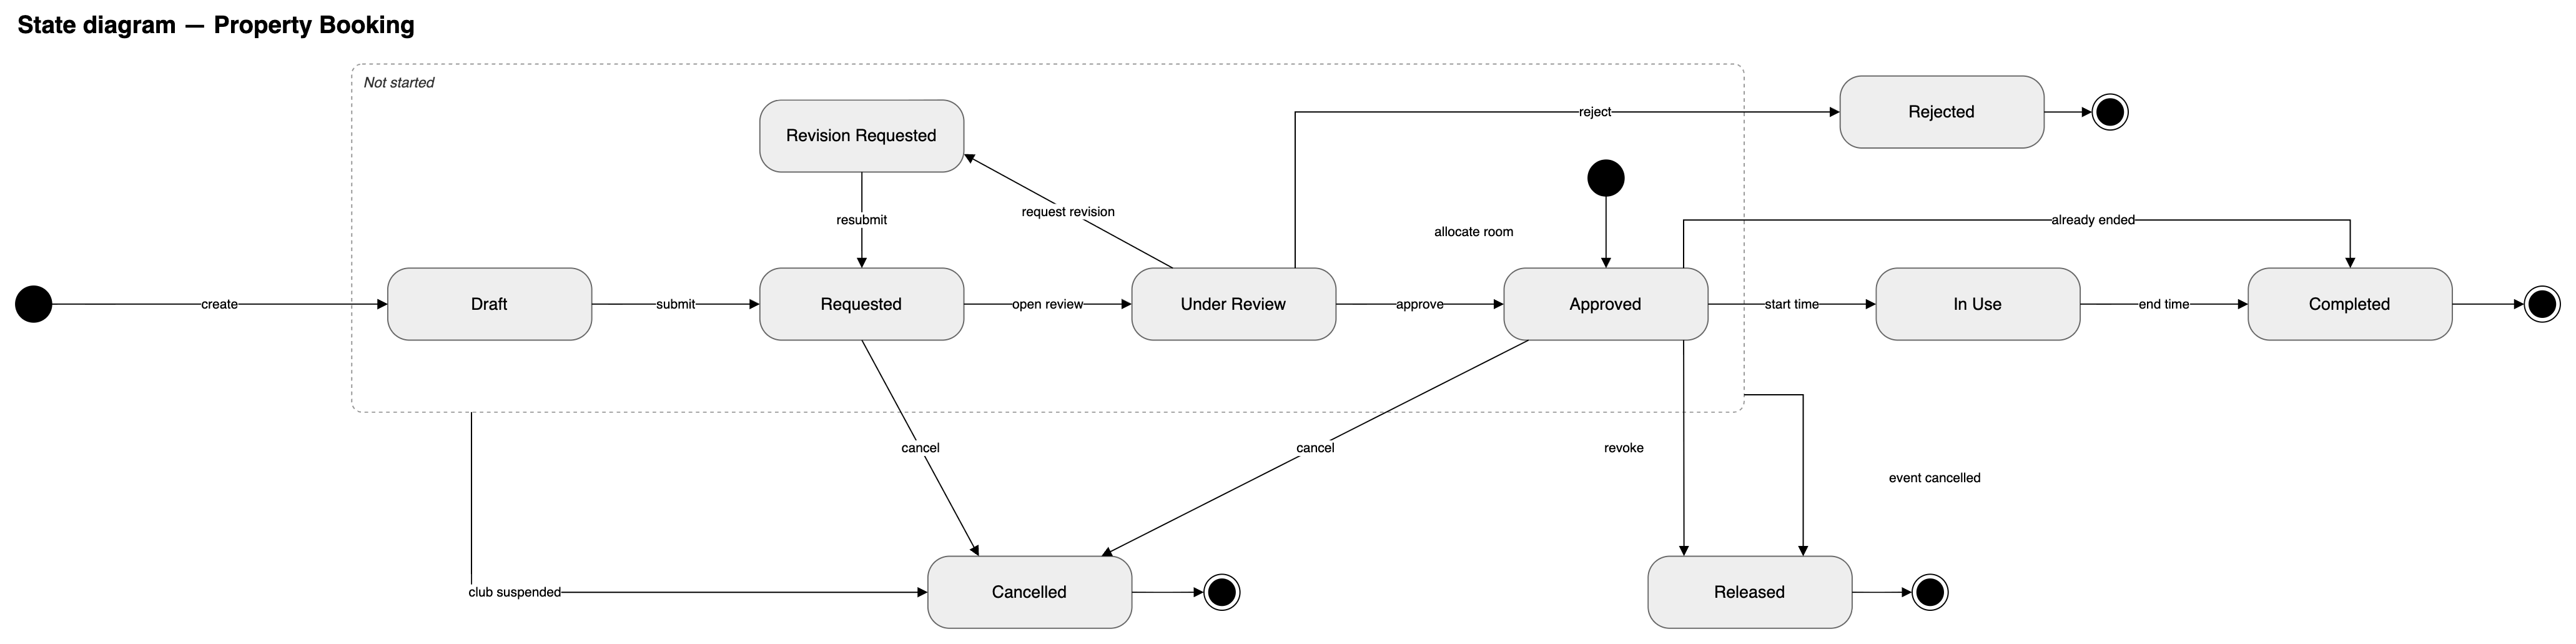 State diagram — Property Booking
Not started
Revision Requested
reject
Rejected
resubmit
request revision
allocate room
already ended
create
Draft
submit
Requested
open review
Under Review
approve
Approved
start time
In Use
end time
Completed
cancel
cancel
revoke
event cancelled
club suspended
Cancelled
Released